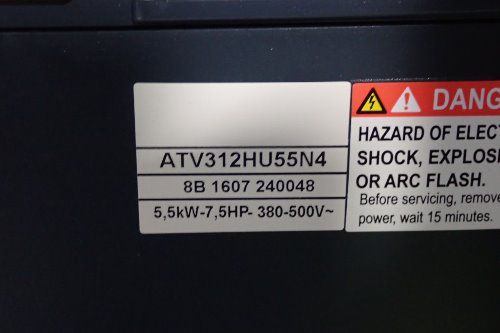 ATV312HU55N4
8B 1607 240048
5,5kW-7,5HP- 380-500V~
DANG
HAZARD OF ELECT
SHOCK, EXPLOS
OR ARC FLASH.
Before servicing, remove
power, wait 15 minutes.